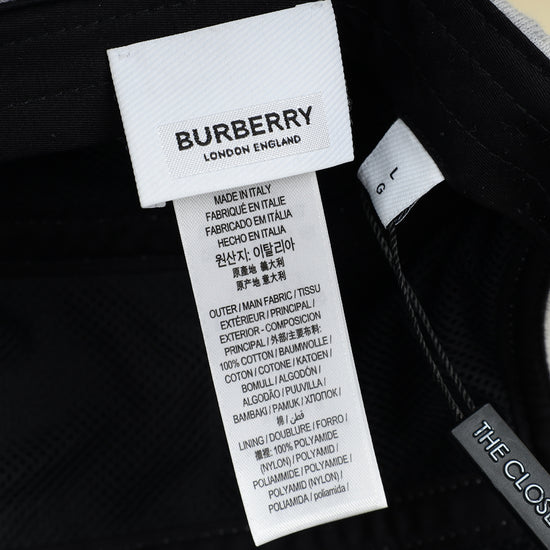 BURBERRY
LONDON ENGLAND
MADE IN ITALY
FABRIQUÉ EN ITALIE
FABRICADO EM ITÁLIA
HECHO EN ITALIA
원산지: 이탈리아
原產地 義大利
原产地 意大利
OUTER / MAIN FABRIC / TISSU
EXTÉRIEUR / PRINCIPAL /
EXTERIOR - COMPOSICION
PRINCIPAL / 外部/主要布料:
100% COTTON / BAUMWOLLE /
COTON / COTONE / KATOEN /
BOMULL / ALGODÓN /
ALGODÃO / PUUVILLA /
BAMBAKI / PAMUK / ХЛОПОК /
棉 / قطن /
LINING / DOUBLURE / FORRO /
襯裡: 100% POLYAMIDE
(NYLON) / POLYAMID /
POLIAMMIDE / POLYAMIDE /
POLYAMID (NYLON) /
POLIAMIDA / poliamida /
L
G
THE CLOSE